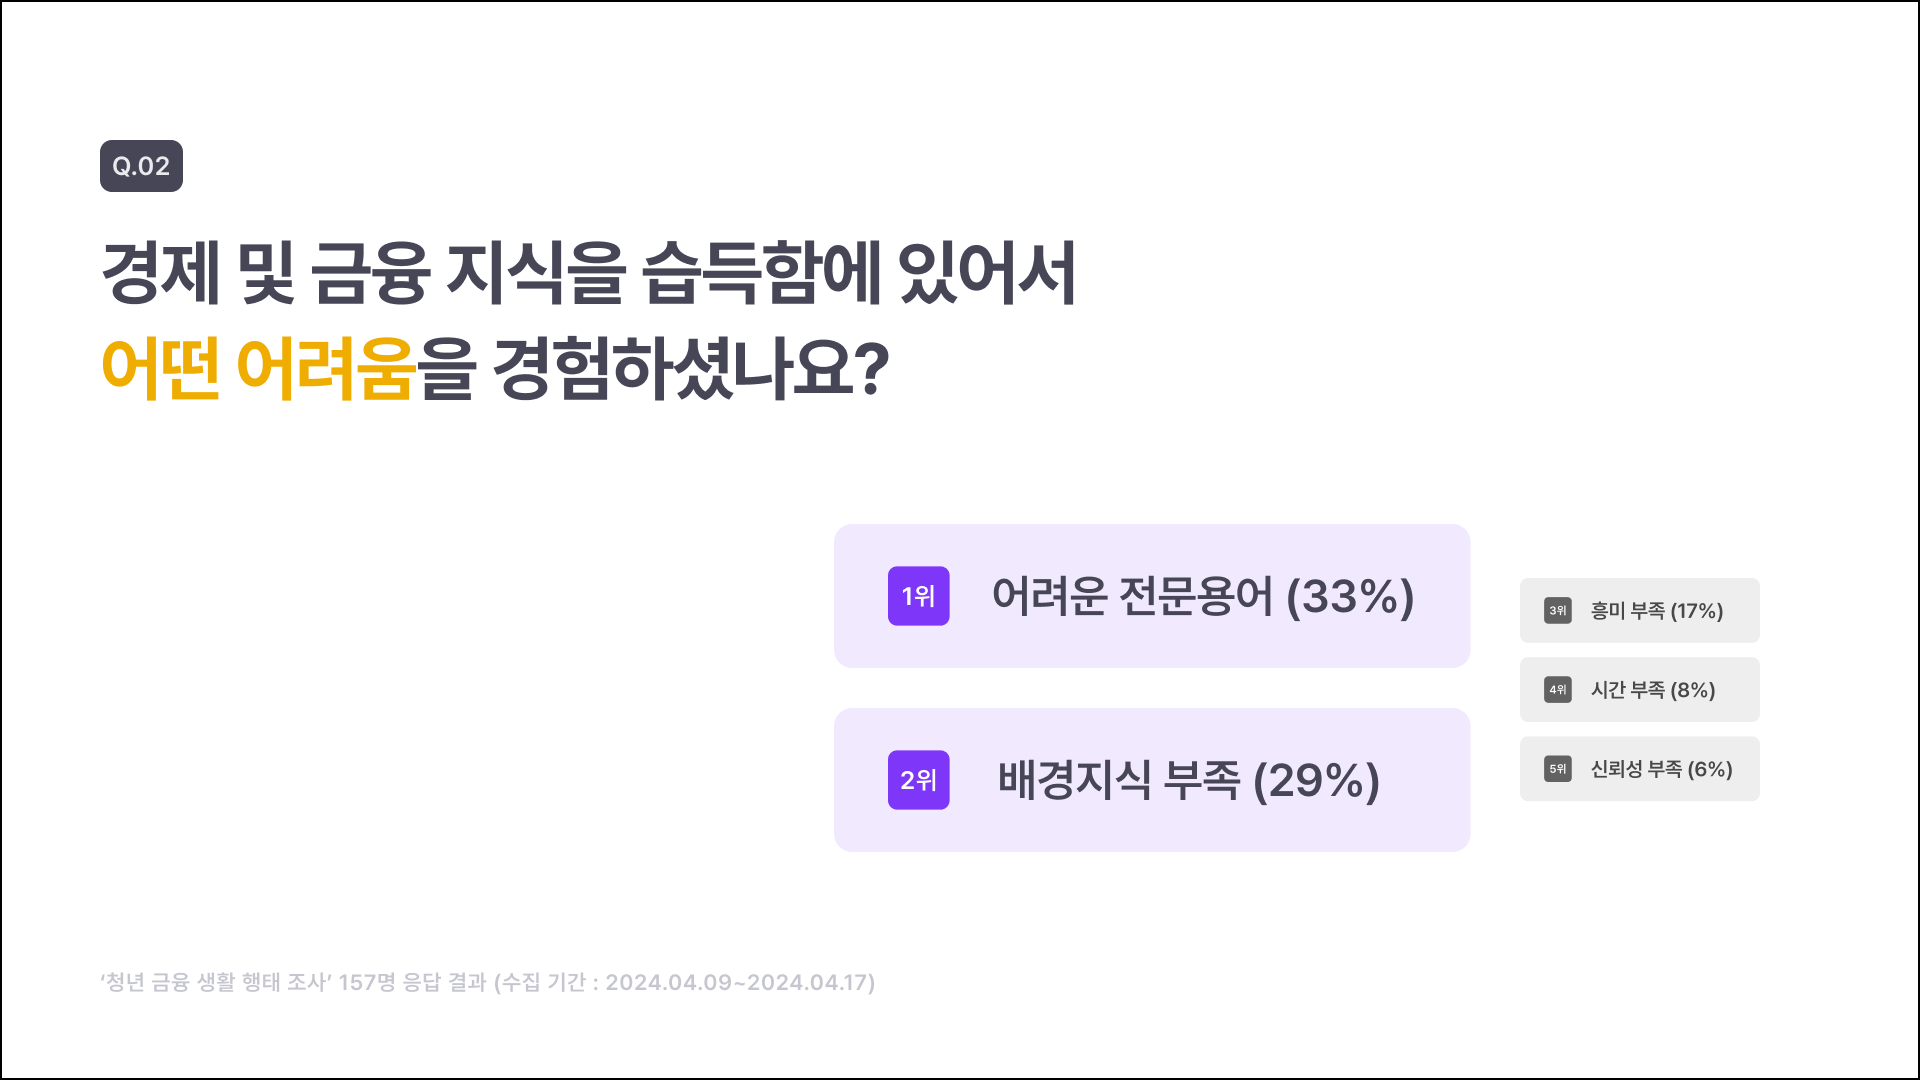 Q.02
경제 및 금융 지식을 습득함에 있어서
어떤 어려움을 경험하셨나요?
1위 어려운 전문용어 (33%)
2위 배경지식 부족 (29%)
3위 흥미 부족 (17%)
4위 시간 부족 (8%)
5위 신뢰성 부족 (6%)
‘청년 금융 생활 행태 조사’ 157명 응답 결과 (수집 기간 : 2024.04.09~2024.04.17)